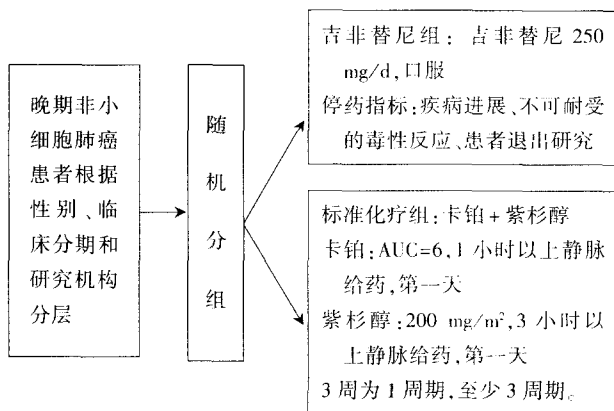 晚期非小
细胞肺癌
患者根据
性别、临
床分期和
研究机构
分层
随
机
分
组
吉非替尼组：吉非替尼 250
mg/d,口服
停药指标:疾病进展、不可耐受
的毒性反应、患者退出研究
标准化疗组:卡铂+紫杉醇
卡铂:AUC=6,1 小时以上静脉
给药,第一天
紫杉醇:200 mg/m²,3 小时以
上静脉给药,第一天
3 周为 1 周期,至少 3 周期。